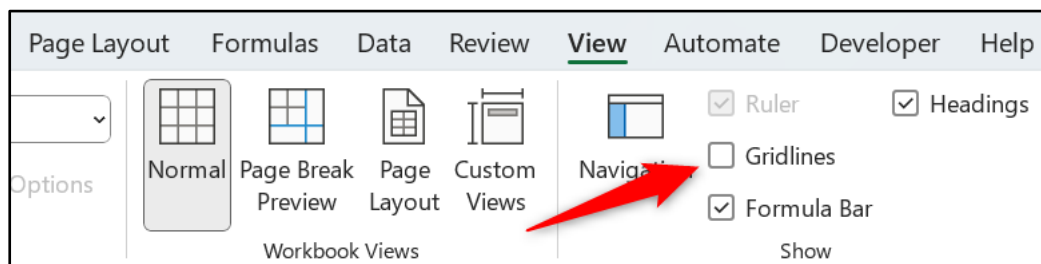 Page Layout Formulas Data Review View Automate Developer Help
Ruler Headings
Normal Page Break Preview Page Layout Custom Views
Gridlines
Options
Formula Bar
Workbook Views Show